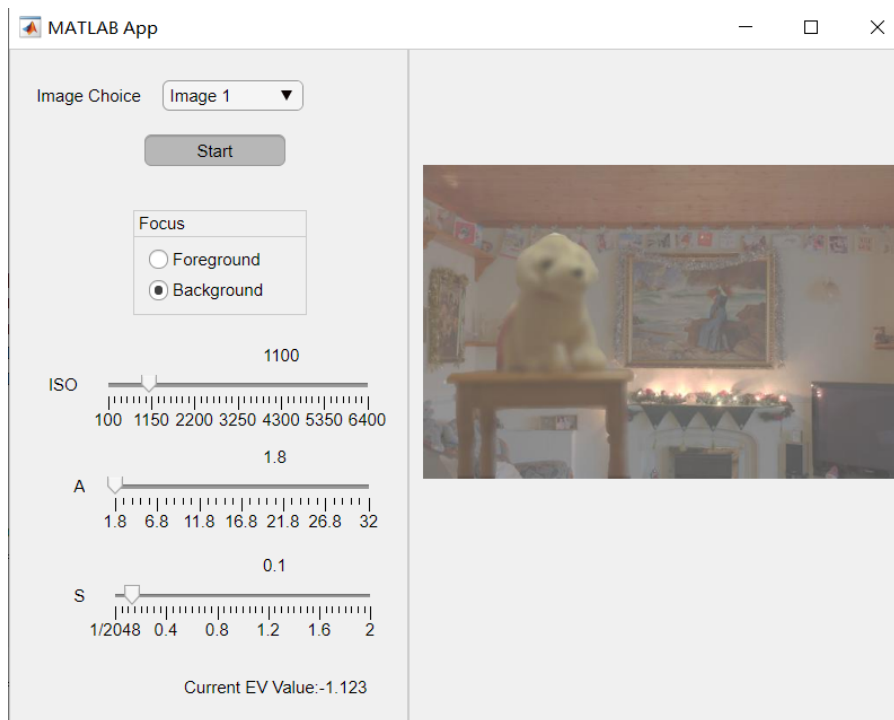 MATLAB App
Image Choice Image 1
Start
Focus
Foreground
Background
1100
ISO
100 1150 2200 3250 4300 5350 6400
1.8
A
1.8 6.8 11.8 16.8 21.8 26.8 32
0.1
S
1/2048 0.4 0.8 1.2 1.6 2
Current EV Value:-1.123